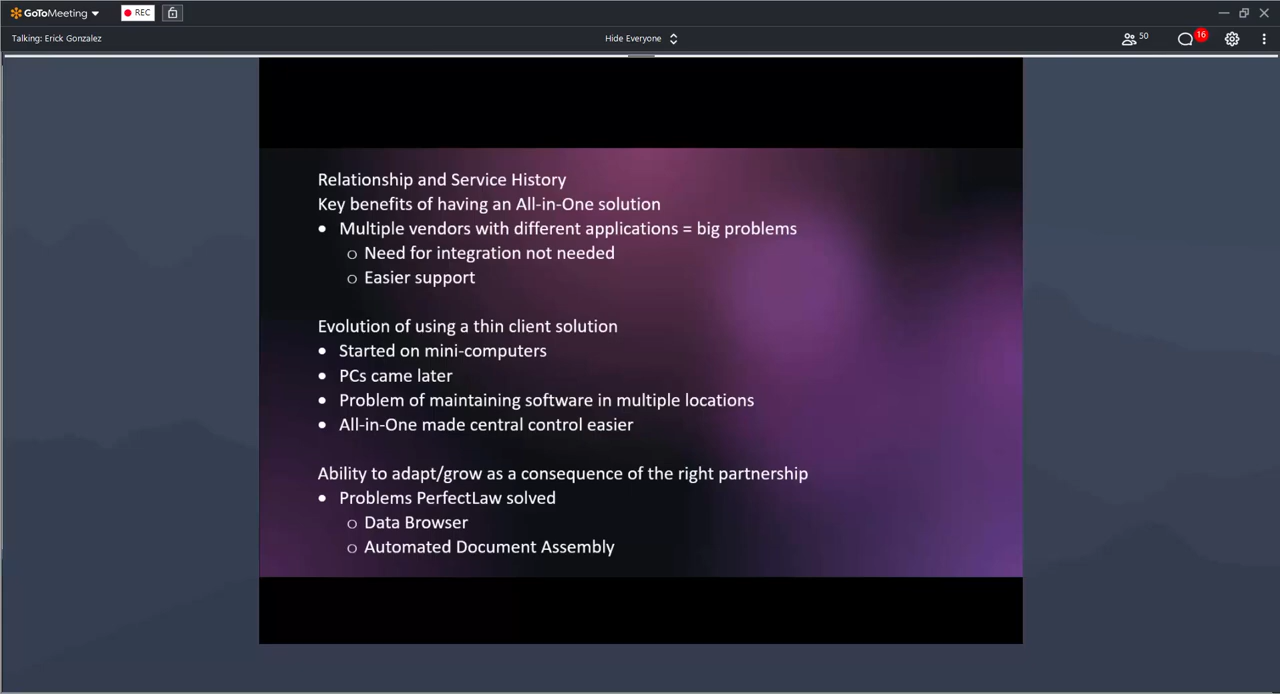 GoToMeeting
REC
Talking: Erick Gonzalez
Hide Everyone
50
16
Relationship and Service History
Key benefits of having an All-in-One solution
• Multiple vendors with different applications = big problems
o Need for integration not needed
o Easier support
Evolution of using a thin client solution
• Started on mini-computers
• PCs came later
• Problem of maintaining software in multiple locations
• All-in-One made central control easier
Ability to adapt/grow as a consequence of the right partnership
• Problems PerfectLaw solved
o Data Browser
o Automated Document Assembly